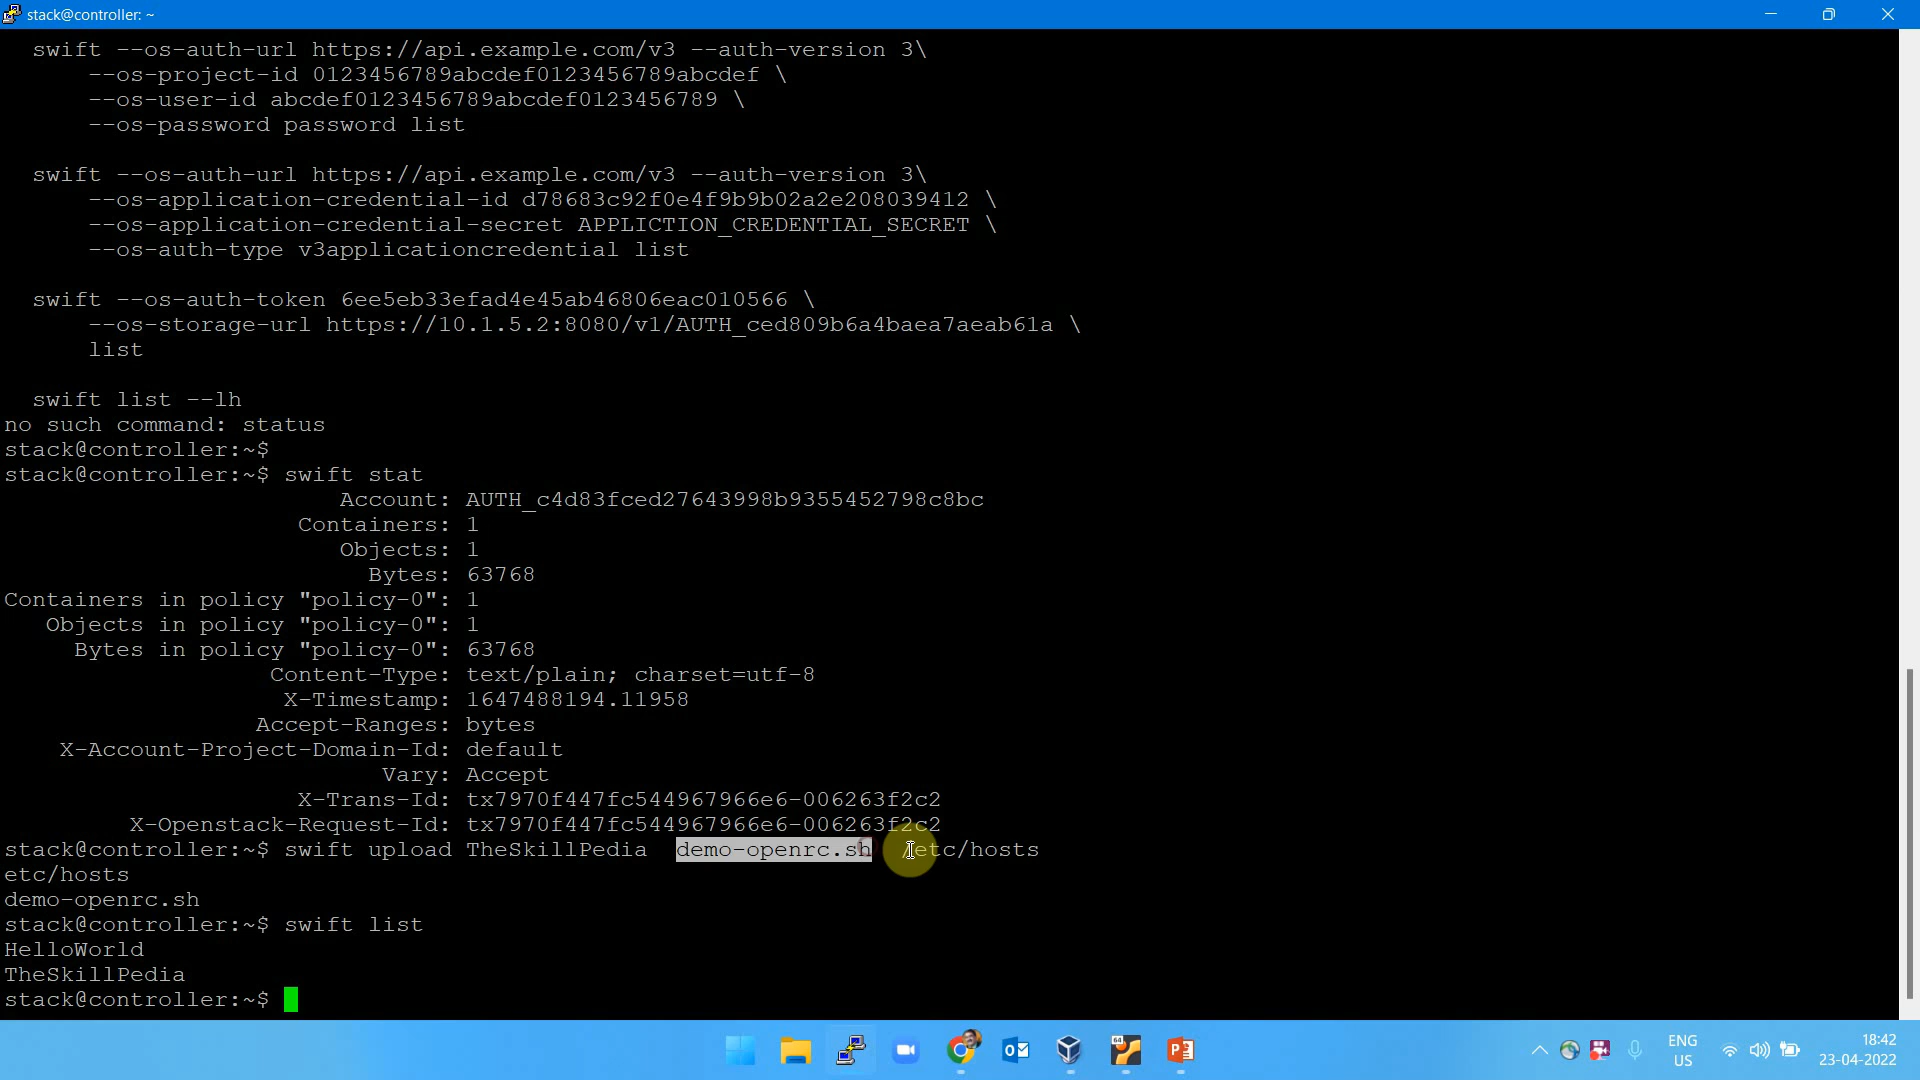 stack@controller: ~
swift --os-auth-url https://api.example.com/v3 --auth-version 3\
--os-project-id 0123456789abcdef0123456789abcdef \
--os-user-id abcdef0123456789abcdef0123456789 \
--os-password password list
swift --os-auth-url https://api.example.com/v3 --auth-version 3\
--os-application-credential-id d78683c92f0e4f9b9b02a2e208039412 \
--os-application-credential-secret APPLICTION_CREDENTIAL_SECRET \
--os-auth-type v3applicationcredential list
swift --os-auth-token 6ee5eb33efad4e45ab46806eac010566 \
--os-storage-url https://10.1.5.2:8080/v1/AUTH_ced809b6a4baea7aeab61a \
list
swift list --lh
no such command: status
stack@controller:~$
stack@controller:~$ swift stat
Account: AUTH_c4d83fced27643998b9355452798c8bc
Containers: 1
Objects: 1
Bytes: 63768
Containers in policy "policy-0": 1
Objects in policy "policy-0": 1
Bytes in policy "policy-0": 63768
Content-Type: text/plain; charset=utf-8
X-Timestamp: 1647488194.11958
Accept-Ranges: bytes
X-Account-Project-Domain-Id: default
Vary: Accept
X-Trans-Id: tx7970f447fc544967966e6-006263f2c2
X-Openstack-Request-Id: tx7970f447fc544967966e6-006263f2c2
stack@controller:~$ swift upload TheSkillPedia  demo-openrc.sh  /etc/hosts
etc/hosts
demo-openrc.sh
stack@controller:~$ swift list
HelloWorld
TheSkillPedia
stack@controller:~$
64
ENG
US
18:42
23-04-2022